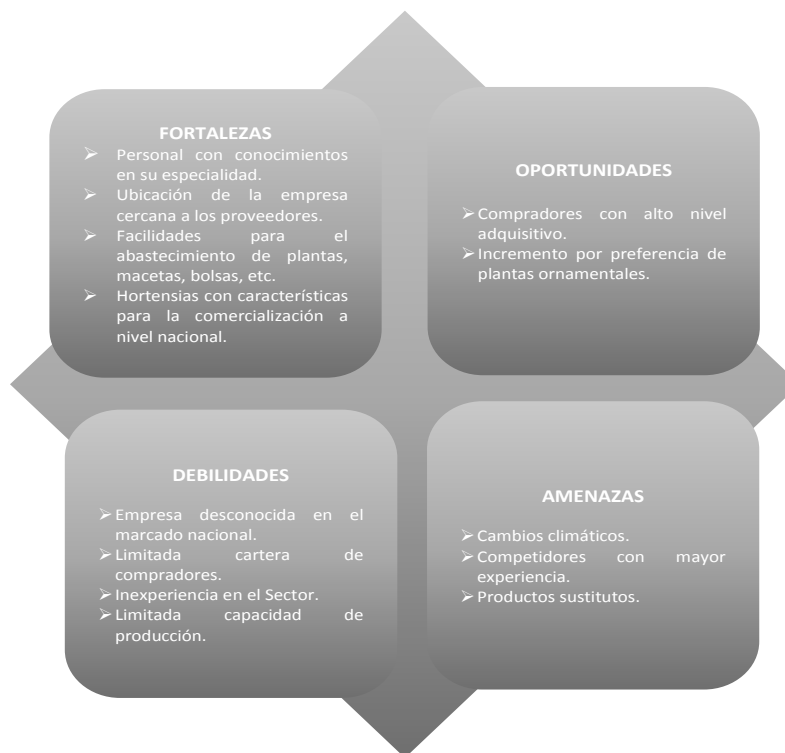 FORTALEZAS
➢ Personal con conocimientos
en su especialidad.
➢ Ubicación de la empresa
cercana a los proveedores.
➢ Facilidades para el
abastecimiento de plantas,
macetas, bolsas, etc.
➢ Hortensias con características
para la comercialización a
nivel nacional.
OPORTUNIDADES
➢ Compradores con alto nivel
adquisitivo.
➢ Incremento por preferencia de
plantas ornamentales.
DEBILIDADES
➢ Empresa desconocida en el
marcado nacional.
➢ Limitada cartera de
compradores.
➢ Inexperiencia en el Sector.
➢ Limitada capacidad de
producción.
AMENAZAS
➢ Cambios climáticos.
➢ Competidores con mayor
experiencia.
➢ Productos sustitutos.